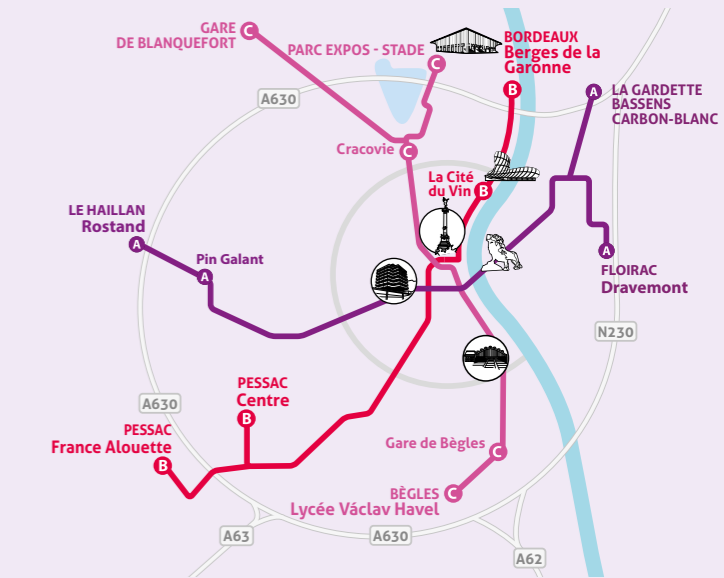 GARE
DE BLANQUEFORT
C
PARC EXPOS - STADE
C
BORDEAUX
Berges de la
Garonne
B
A
LA GARDETTE
BASSENS
CARBON-BLANC
A630
Cracovie
C
La Cité
du Vin
B
LE HAILLAN
Rostand
A
Pin Galant
A
A
FLOIRAC
Dravemont
N230
A630
PESSAC
Centre
B
PESSAC
France Alouette
B
Gare de Bègles
C
BÈGLES
C
Lycée Václav Havel
A63
A630
A62